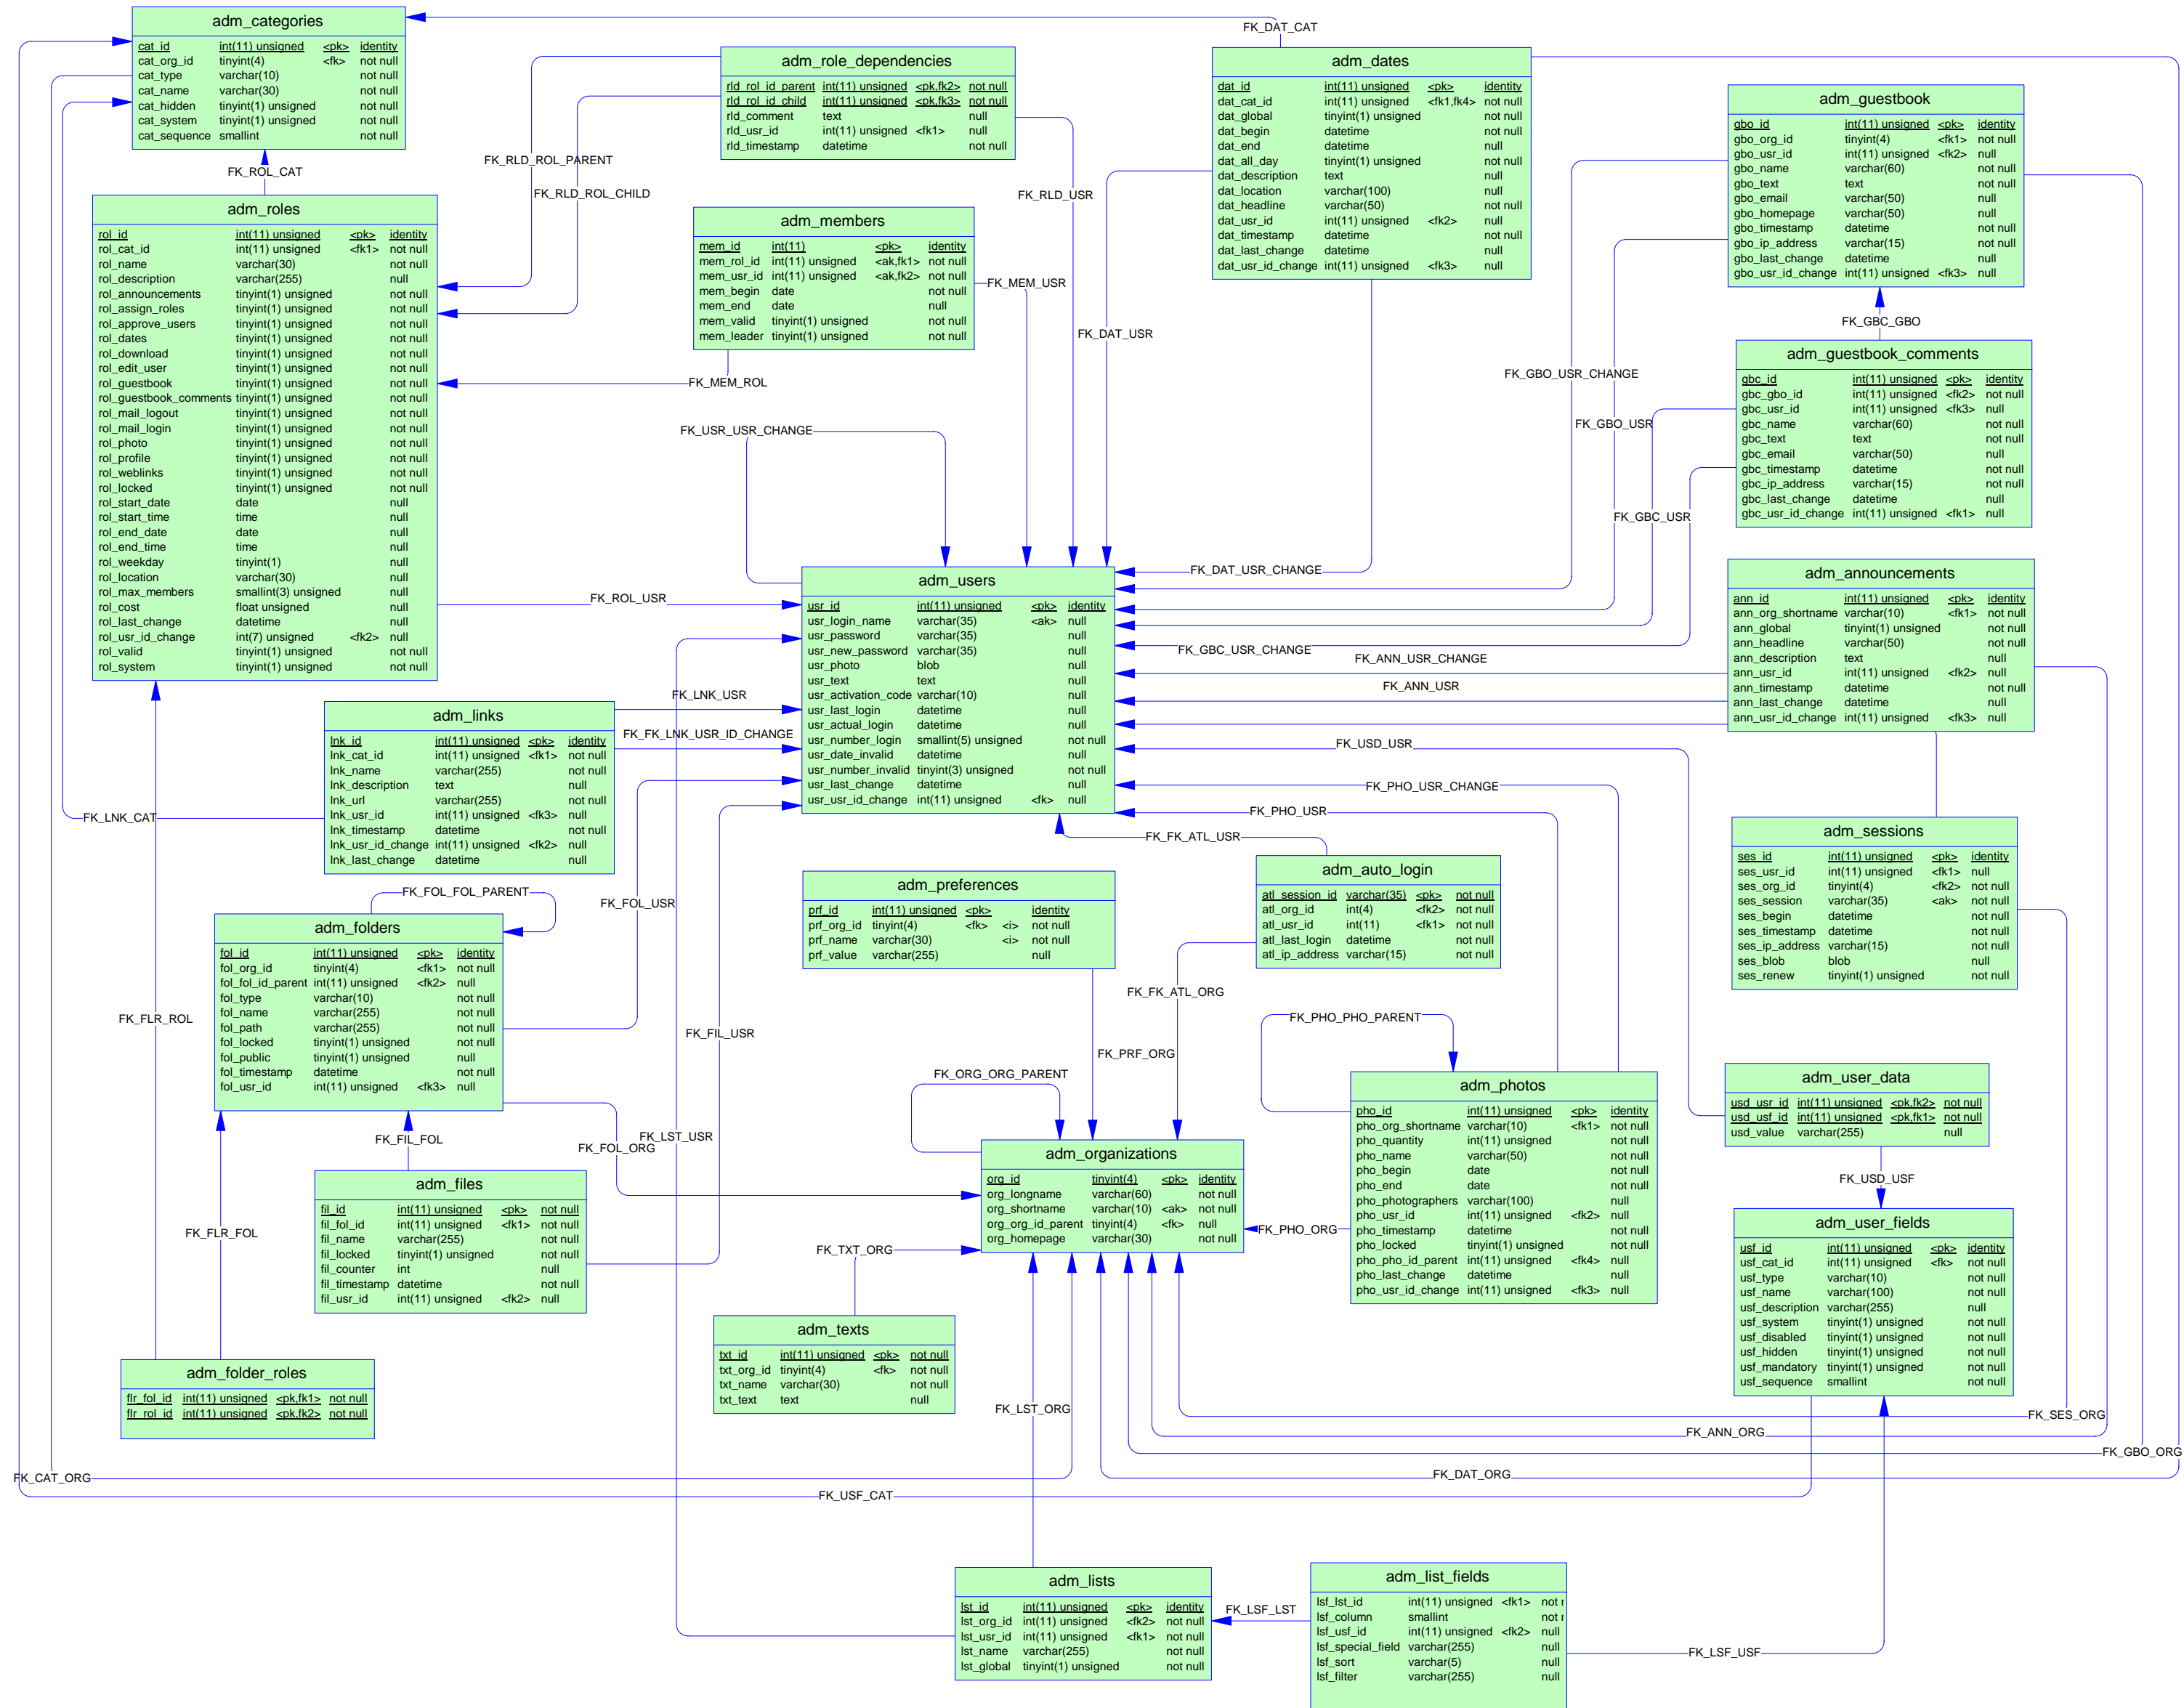 adm_categories
cat_id int(11) unsigned <pk> identity
cat_org_id tinyint(4) <fk> not null
cat_type varchar(10) not null
cat_name varchar(30) not null
cat_hidden tinyint(1) unsigned not null
cat_system tinyint(1) unsigned not null
cat_sequence smallint not null
FK_DAT_CAT
adm_role_dependencies
rld_rol_id_parent int(11) unsigned <pk,fk2> not null
rld_rol_id_child int(11) unsigned <pk,fk3> not null
rld_comment text null
rld_usr_id int(11) unsigned <fk1> null
rld_timestamp datetime not null
adm_dates
dat_id int(11) unsigned <pk> identity
dat_cat_id int(11) unsigned <fk1,fk4> not null
dat_global tinyint(1) unsigned not null
dat_begin datetime not null
dat_end datetime null
dat_all_day tinyint(1) unsigned not null
dat_description text null
dat_location varchar(100) null
dat_headline varchar(50) not null
dat_usr_id int(11) unsigned <fk2> null
dat_timestamp datetime not null
dat_last_change datetime null
dat_usr_id_change int(11) unsigned <fk3> null
adm_guestbook
gbo_id int(11) unsigned <pk> identity
gbo_org_id tinyint(4) <fk1> not null
gbo_usr_id int(11) unsigned <fk2> null
gbo_name varchar(60) not null
gbo_text text not null
gbo_email varchar(50) null
gbo_homepage varchar(50) null
gbo_timestamp datetime not null
gbo_ip_address varchar(15) not null
gbo_last_change datetime null
gbo_usr_id_change int(11) unsigned <fk3> null
FK_ROL_CAT
FK_RLD_ROL_PARENT
FK_RLD_ROL_CHILD
FK_RLD_USR
adm_roles
rol_id int(11) unsigned <pk> identity
rol_cat_id int(11) unsigned <fk1> not null
rol_name varchar(30) not null
rol_description varchar(255) null
rol_announcements tinyint(1) unsigned not null
rol_assign_roles tinyint(1) unsigned not null
rol_approve_users tinyint(1) unsigned not null
rol_dates tinyint(1) unsigned not null
rol_download tinyint(1) unsigned not null
rol_edit_user tinyint(1) unsigned not null
rol_guestbook tinyint(1) unsigned not null
rol_guestbook_comments tinyint(1) unsigned not null
rol_mail_logout tinyint(1) unsigned not null
rol_mail_login tinyint(1) unsigned not null
rol_photo tinyint(1) unsigned not null
rol_profile tinyint(1) unsigned not null
rol_weblinks tinyint(1) unsigned not null
rol_locked tinyint(1) unsigned not null
rol_start_date date null
rol_start_time time null
rol_end_date date null
rol_end_time time null
rol_weekday tinyint(1) null
rol_location varchar(30) null
rol_max_members smallint(3) unsigned null
rol_cost float unsigned null
rol_last_change datetime null
rol_usr_id_change int(7) unsigned <fk2> null
rol_valid tinyint(1) unsigned not null
rol_system tinyint(1) unsigned not null
adm_members
mem_id int(11) <pk> identity
mem_rol_id int(11) unsigned <ak,fk1> not null
mem_usr_id int(11) unsigned <ak,fk2> not null
mem_begin date not null
mem_end date null
mem_valid tinyint(1) unsigned not null
mem_leader tinyint(1) unsigned not null
FK_MEM_USR
FK_DAT_USR
FK_MEM_ROL
FK_GBC_GBO
FK_GBO_USR_CHANGE
FK_GBO_USR
FK_USR_USR_CHANGE
adm_guestbook_comments
gbc_id int(11) unsigned <pk> identity
gbc_gbo_id int(11) unsigned <fk2> not null
gbc_usr_id int(11) unsigned <fk3> null
gbc_name varchar(60) not null
gbc_text text not null
gbc_email varchar(50) null
gbc_timestamp datetime not null
gbc_ip_address varchar(15) not null
gbc_last_change datetime null
gbc_usr_id_change int(11) unsigned <fk1> null
FK_GBC_USR
FK_DAT_USR_CHANGE
FK_ROL_USR
adm_users
usr_id int(11) unsigned <pk> identity
usr_login_name varchar(35) <ak> null
usr_password varchar(35) null
usr_new_password varchar(35) null
usr_photo blob null
usr_text text null
usr_activation_code varchar(10) null
usr_last_login datetime null
usr_actual_login datetime null
usr_number_login smallint(5) unsigned not null
usr_date_invalid datetime null
usr_number_invalid tinyint(3) unsigned not null
usr_last_change datetime null
usr_usr_id_change int(11) unsigned <fk> null
FK_GBC_USR_CHANGE
FK_ANN_USR_CHANGE
FK_ANN_USR
adm_announcements
ann_id int(11) unsigned <pk> identity
ann_org_shortname varchar(10) <fk1> not null
ann_global tinyint(1) unsigned not null
ann_headline varchar(50) not null
ann_description text null
ann_usr_id int(11) unsigned <fk2> null
ann_timestamp datetime not null
ann_last_change datetime null
ann_usr_id_change int(11) unsigned <fk3> null
FK_LNK_USR
FK_FK_LNK_USR_ID_CHANGE
FK_USD_USR
FK_PHO_USR_CHANGE
FK_PHO_USR
FK_FK_ATL_USR
FK_LNK_CAT
adm_links
lnk_id int(11) unsigned <pk> identity
lnk_cat_id int(11) unsigned <fk1> not null
lnk_name varchar(255) not null
lnk_description text null
lnk_url varchar(255) not null
lnk_usr_id int(11) unsigned <fk3> null
lnk_timestamp datetime not null
lnk_usr_id_change int(11) unsigned <fk2> null
lnk_last_change datetime null
adm_sessions
ses_id int(11) unsigned <pk> identity
ses_usr_id int(11) unsigned <fk1> null
ses_org_id tinyint(4) <fk2> not null
ses_session varchar(35) <ak> not null
ses_begin datetime not null
ses_timestamp datetime not null
ses_ip_address varchar(15) not null
ses_blob blob null
ses_renew tinyint(1) unsigned not null
adm_preferences
prf_id int(11) unsigned <pk> identity
prf_org_id tinyint(4) <fk> <i> not null
prf_name varchar(30) <i> not null
prf_value varchar(255) null
adm_auto_login
atl_session_id varchar(35) <pk> not null
atl_org_id int(4) <fk2> not null
atl_usr_id int(11) <fk1> not null
atl_last_login datetime not null
atl_ip_address varchar(15) not null
FK_FOL_FOL_PARENT
FK_FOL_USR
adm_folders
fol_id int(11) unsigned <pk> identity
fol_org_id tinyint(4) <fk1> not null
fol_fol_id_parent int(11) unsigned <fk2> null
fol_type varchar(10) not null
fol_name varchar(255) not null
fol_path varchar(255) not null
fol_locked tinyint(1) unsigned not null
fol_public tinyint(1) unsigned null
fol_timestamp datetime not null
fol_usr_id int(11) unsigned <fk3> null
FK_FLR_ROL
FK_FIL_USR
FK_FK_ATL_ORG
FK_PRF_ORG
FK_PHO_PHO_PARENT
FK_ORG_ORG_PARENT
adm_photos
pho_id int(11) unsigned <pk> identity
pho_org_shortname varchar(10) <fk1> not null
pho_quantity int(11) unsigned not null
pho_name varchar(50) not null
pho_begin date not null
pho_end date not null
pho_photographers varchar(100) null
pho_usr_id int(11) unsigned <fk2> null
pho_timestamp datetime not null
pho_locked tinyint(1) unsigned not null
pho_pho_id_parent int(11) unsigned <fk4> null
pho_last_change datetime null
pho_usr_id_change int(11) unsigned <fk3> null
adm_user_data
usd_usr_id int(11) unsigned <pk,fk2> not null
usd_usf_id int(11) unsigned <pk,fk1> not null
usd_value varchar(255) null
FK_FIL_FOL
FK_FOL_ORG
FK_LST_USR
adm_organizations
org_id tinyint(4) <pk> identity
org_longname varchar(60) not null
org_shortname varchar(10) <ak> not null
org_org_id_parent tinyint(4) <fk> null
org_homepage varchar(30) not null
FK_USD_USF
adm_files
fil_id int(11) unsigned <pk> not null
fil_fol_id int(11) unsigned <fk1> not null
fil_name varchar(255) not null
fil_locked tinyint(1) unsigned not null
fil_counter int null
fil_timestamp datetime not null
fil_usr_id int(11) unsigned <fk2> null
FK_FLR_FOL
FK_TXT_ORG
FK_PHO_ORG
adm_user_fields
usf_id int(11) unsigned <pk> identity
usf_cat_id int(11) unsigned <fk> not null
usf_type varchar(10) not null
usf_name varchar(100) not null
usf_description varchar(255) null
usf_system tinyint(1) unsigned not null
usf_disabled tinyint(1) unsigned not null
usf_hidden tinyint(1) unsigned not null
usf_mandatory tinyint(1) unsigned not null
usf_sequence smallint not null
adm_texts
txt_id int(11) unsigned <pk> not null
txt_org_id tinyint(4) <fk> not null
txt_name varchar(30) not null
txt_text text null
adm_folder_roles
flr_fol_id int(11) unsigned <pk,fk1> not null
flr_rol_id int(11) unsigned <pk,fk2> not null
FK_LST_ORG
FK_SES_ORG
FK_ANN_ORG
FK_GBO_ORG
FK_CAT_ORG
FK_DAT_ORG
FK_USF_CAT
adm_lists
lst_id int(11) unsigned <pk> identity
lst_org_id int(11) unsigned <fk2> not null
lst_usr_id int(11) unsigned <fk1> not null
lst_name varchar(255) not null
lst_global tinyint(1) unsigned not null
FK_LSF_LST
adm_list_fields
lsf_lst_id int(11) unsigned <fk1> not
lsf_column smallint not
lsf_usf_id int(11) unsigned <fk2> null
lsf_special_field varchar(255) null
lsf_sort varchar(5) null
lsf_filter varchar(255) null
FK_LSF_USF